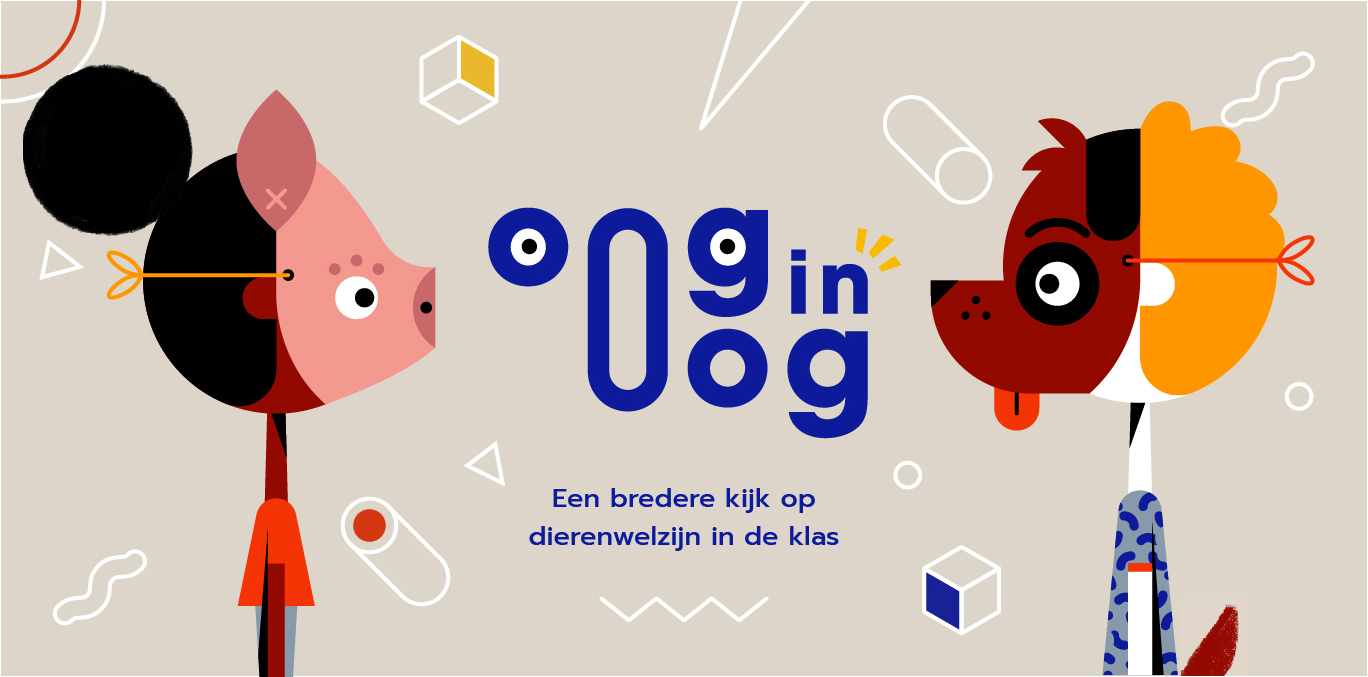 oog
in
oog
Een bredere kijk op
dierenwelzijn in de klas